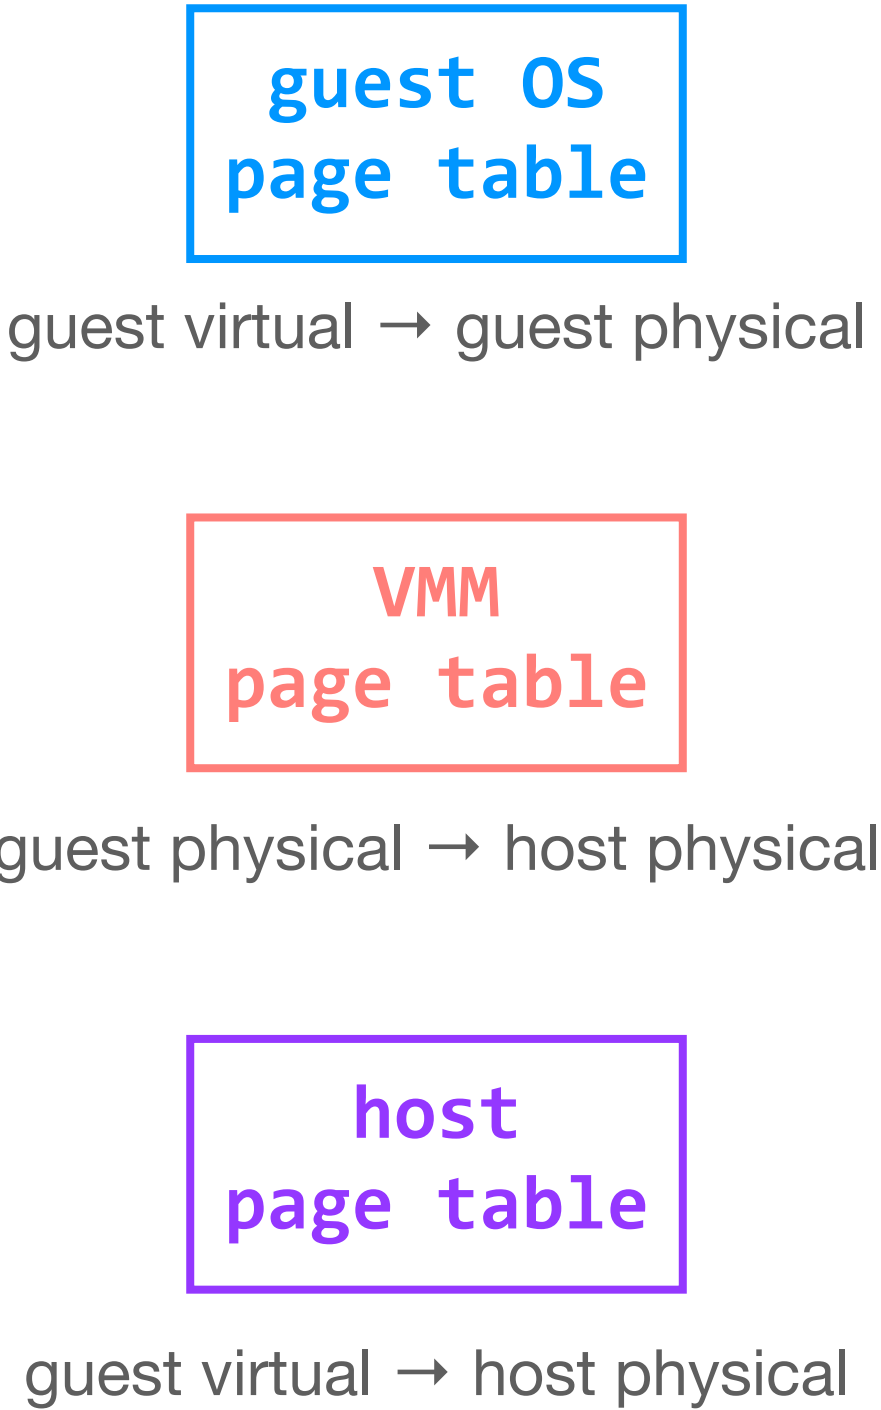 guest OS
page table
guest virtual → guest physical
VMM
page table
guest physical → host physical
host
page table
guest virtual → host physical